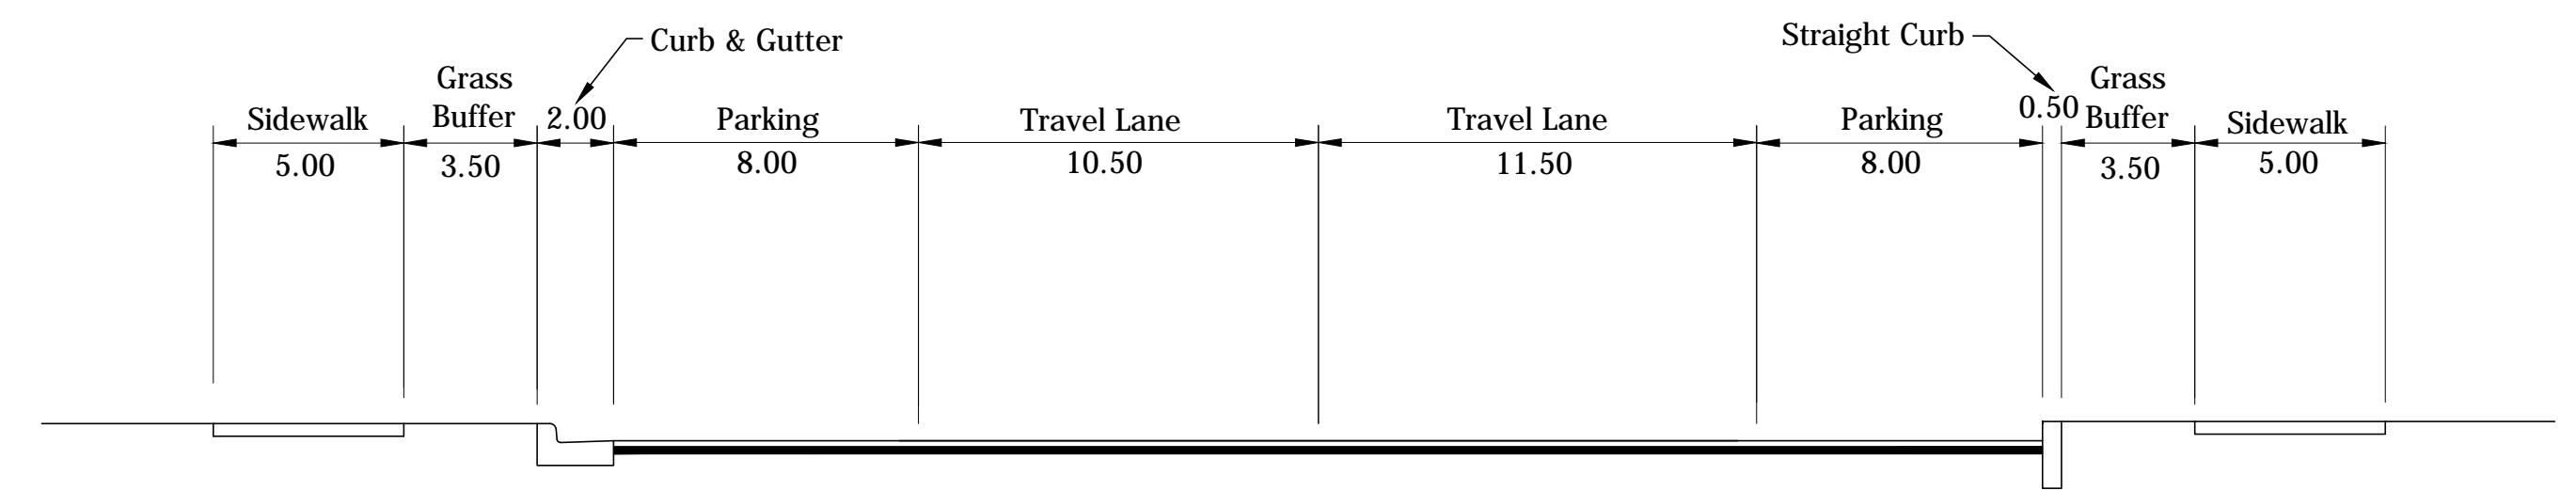 Curb & Gutter
Straight Curb
Grass
Buffer
Grass
Buffer
Sidewalk
2.00
Parking
Travel Lane
Travel Lane
Parking
0.50
Sidewalk
5.00
3.50
8.00
10.50
11.50
8.00
3.50
5.00